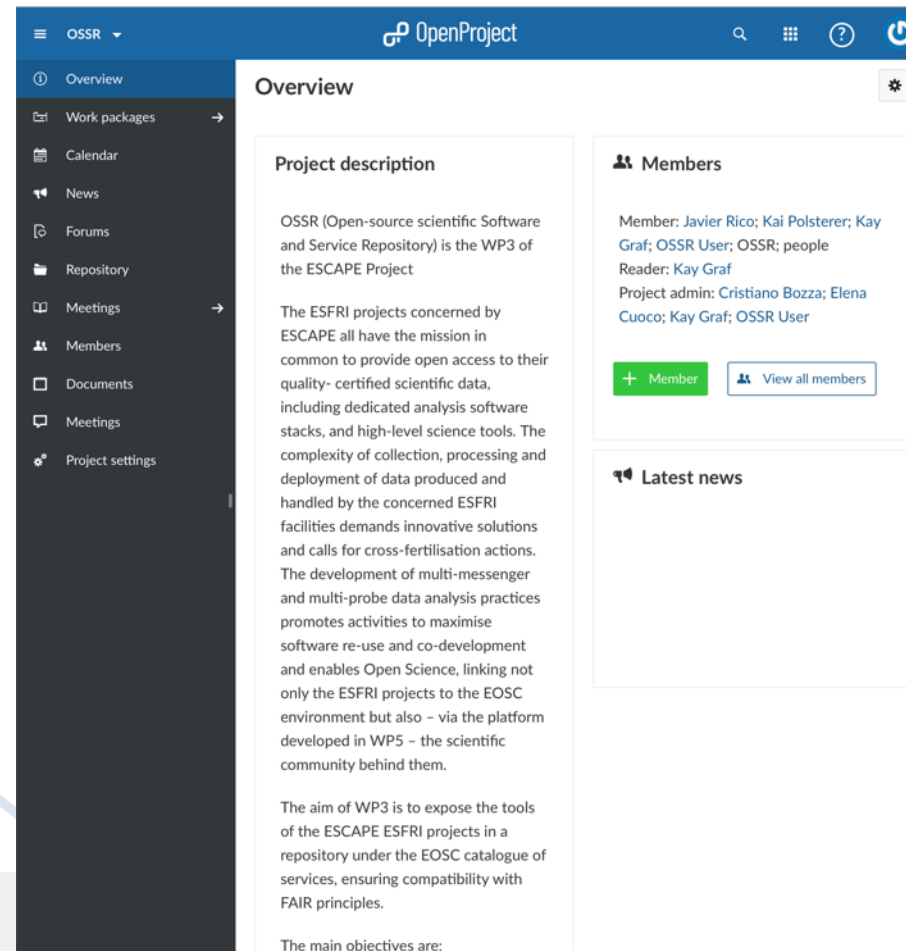 OSSR
OpenProject
Overview
Work packages
Calendar
News
Forums
Repository
Meetings
Members
Documents
Meetings
Project settings
Overview
Project description
OSSR (Open-source scientific Software
and Service Repository) is the WP3 of
the ESCAPE Project
The ESFRI projects concerned by
ESCAPE all have the mission in
common to provide open access to their
quality- certified scientific data,
including dedicated analysis software
stacks, and high-level science tools. The
complexity of collection, processing and
deployment of data produced and
handled by the concerned ESFRI
facilities demands innovative solutions
and calls for cross-fertilisation actions.
The development of multi-messenger
and multi-probe data analysis practices
promotes activities to maximise
software re-use and co-development
and enables Open Science, linking not
only the ESFRI projects to the EOSC
environment but also – via the platform
developed in WP5 – the scientific
community behind them.
The aim of WP3 is to expose the tools
of the ESCAPE ESFRI projects in a
repository under the EOSC catalogue of
services, ensuring compatibility with
FAIR principles.
The main objectives are:
Members
Member: Javier Rico; Kai Polsterer; Kay
Graf; OSSR User; OSSR; people
Reader: Kay Graf
Project admin: Cristiano Bozza; Elena
Cuoco; Kay Graf; OSSR User
+ Member
View all members
Latest news